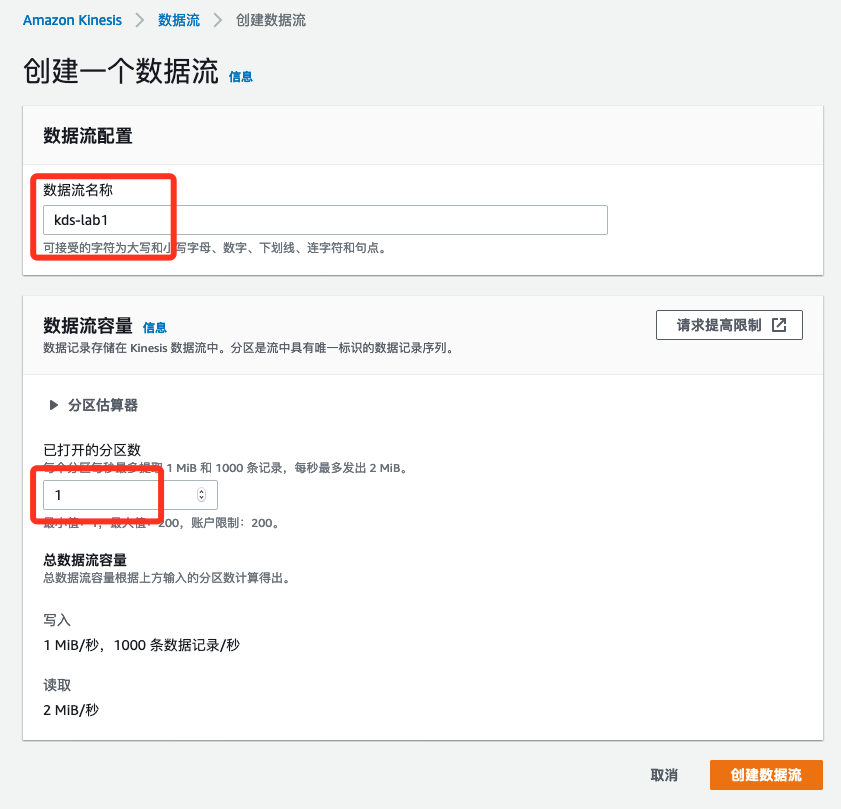 Amazon Kinesis > 数据流 > 创建数据流
创建一个数据流 信息
数据流配置
数据流名称
kds-lab1
可接受的字符为大写和小写字母、数字、下划线、连字符和句点。
数据流容量 信息
请求提高限制
数据记录存储在 Kinesis 数据流中。分区是流中具有唯一标识的数据记录序列。
分区估算器
已打开的分区数
每个分区每秒最多提取 1 MiB 和 1000 条记录，每秒最多发出 2 MiB。
1
最小值：1，最大值：200，账户限制：200。
总数据流容量
总数据流容量根据上方输入的分区数计算得出。
写入
1 MiB/秒，1000 条数据记录/秒
读取
2 MiB/秒
取消
创建数据流